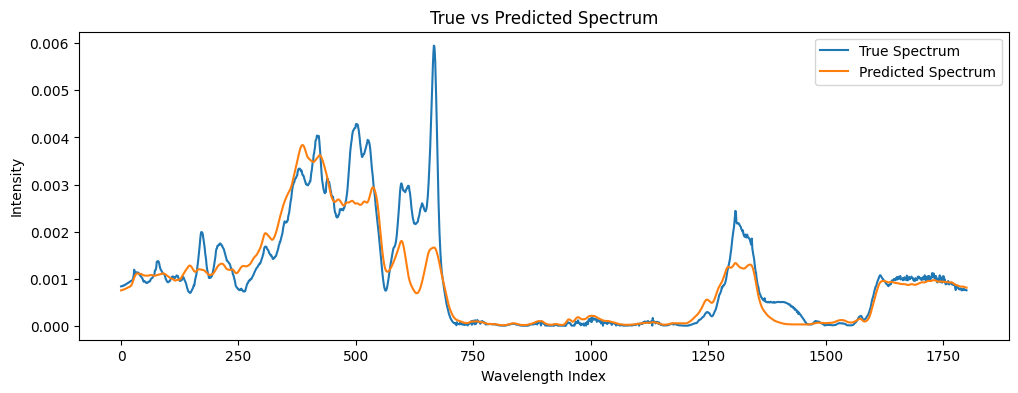 True vs Predicted Spectrum
True Spectrum
Predicted Spectrum
0.006
0.005
0.004
0.003
0.002
0.001
0.000
Intensity
0 250 500 750 1000 1250 1500 1750
Wavelength Index